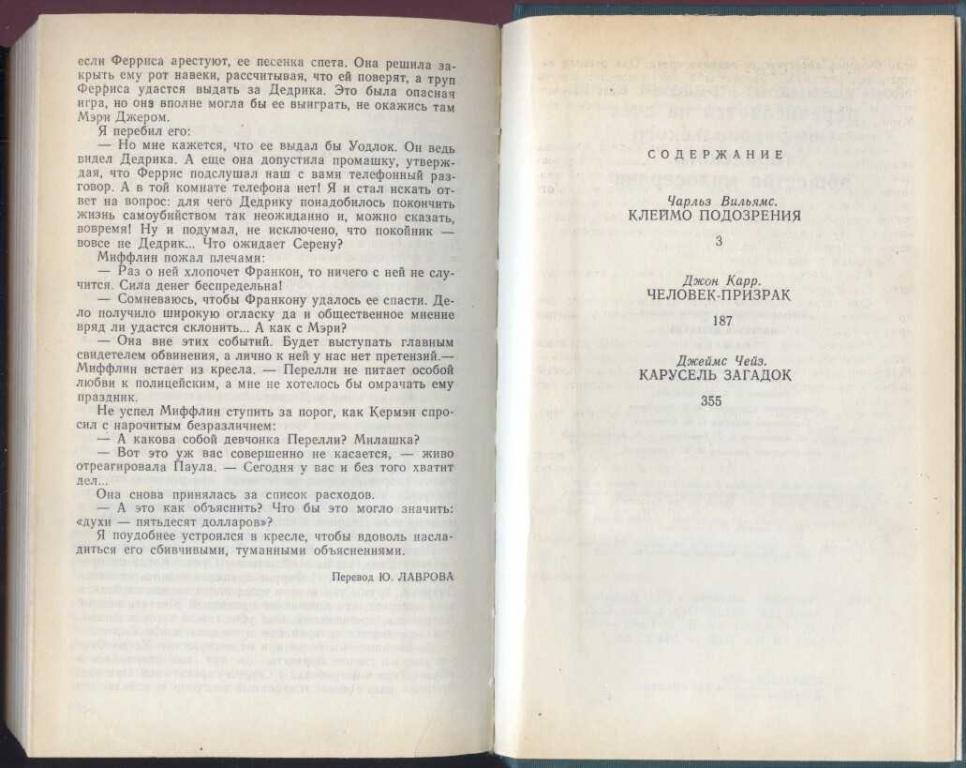 если Ферриса арестуют, ее песенка спета. Она решила за-
крыть ему рот навеки, рассчитывая, что ей поверят, а труп
Ферриса удастся выдать за Дедрика. Это была опасная
игра, но она вполне могла бы ее выиграть, не окажись там
Мэри Джером.
Я перебил его:
— Но мне кажется, что ее выдал бы Уодлок. Он ведь
видел Дедрика. А еще она допустила промашку, утверж-
дая, что Феррис подслушал наш с вами телефонный раз-
говор. А в той комнате телефона нет! Я и стал искать от-
вет на вопрос: для чего Дедрику понадобилось покончить
жизнь самоубийством так неожиданно и, можно сказать,
вовремя! Ну и подумал, не исключено, что покойник —
вовсе не Дедрик... Что ожидает Серену?
Миффлин пожал плечами:
— Раз о ней хлопочет Франкон, то ничего с ней не слу-
чится. Сила денег беспредельна!
— Сомневаюсь, чтобы Франкону удалось ее спасти. Де-
ло получило широкую огласку да и общественное мнение
вряд ли удастся склонить... А как с Мэри?
— Она вне этих событий. Будет выступать главным
свидетелем обвинения, а лично к ней у нас нет претензий.—
Миффлин встает из кресла. — Перелли не питает особой
любви к полицейским, а мне не хотелось бы омрачать ему
праздник.
Не успел Миффлин ступить за порог, как Кермэн спро-
сил с нарочитым безразличием:
— А какова собой девчонка Перелли? Милашка?
— Вот это уж вас совершенно не касается, — живо
отреагировала Паула. — Сегодня у вас и без того хватит
дел...
Она снова принялась за список расходов.
— А это как объяснить? Что бы это могло значить:
«духи — пятьдесят долларов»?
Я поудобнее устроился в кресле, чтобы вдоволь насла-
диться его сбивчивыми, туманными объяснениями.
Перевод Ю. ЛАВРОВА
СОДЕРЖАНИЕ
Чарльз Вильямс.
КЛЕЙМО ПОДОЗРЕНИЯ
3
Джон Карр.
ЧЕЛОВЕК-ПРИЗРАК
187
Джеймс Чейз.
КАРУСЕЛЬ ЗАГАДОК
355